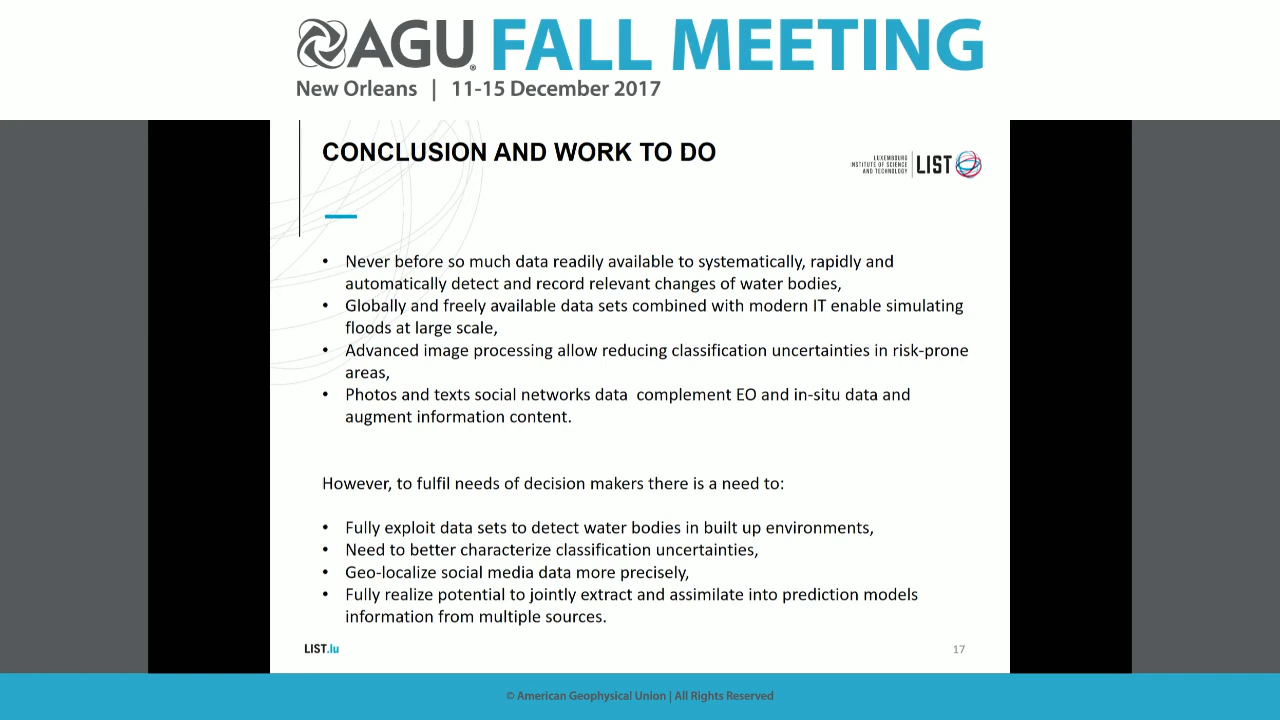 AGU FALL MEETING
New Orleans | 11-15 December 2017
CONCLUSION AND WORK TO DO
LUXEMBOURG
INSTITUTE OF SCIENCE
AND TECHNOLOGY
LIST
• Never before so much data readily available to systematically, rapidly and
automatically detect and record relevant changes of water bodies,
• Globally and freely available data sets combined with modern IT enable simulating
floods at large scale,
• Advanced image processing allow reducing classification uncertainties in risk-prone
areas,
• Photos and texts social networks data  complement EO and in-situ data and
augment information content.
However, to fulfil needs of decision makers there is a need to:
• Fully exploit data sets to detect water bodies in built up environments,
• Need to better characterize classification uncertainties,
• Geo-localize social media data more precisely,
• Fully realize potential to jointly extract and assimilate into prediction models
information from multiple sources.
LIST.lu
17
© American Geophysical Union | All Rights Reserved